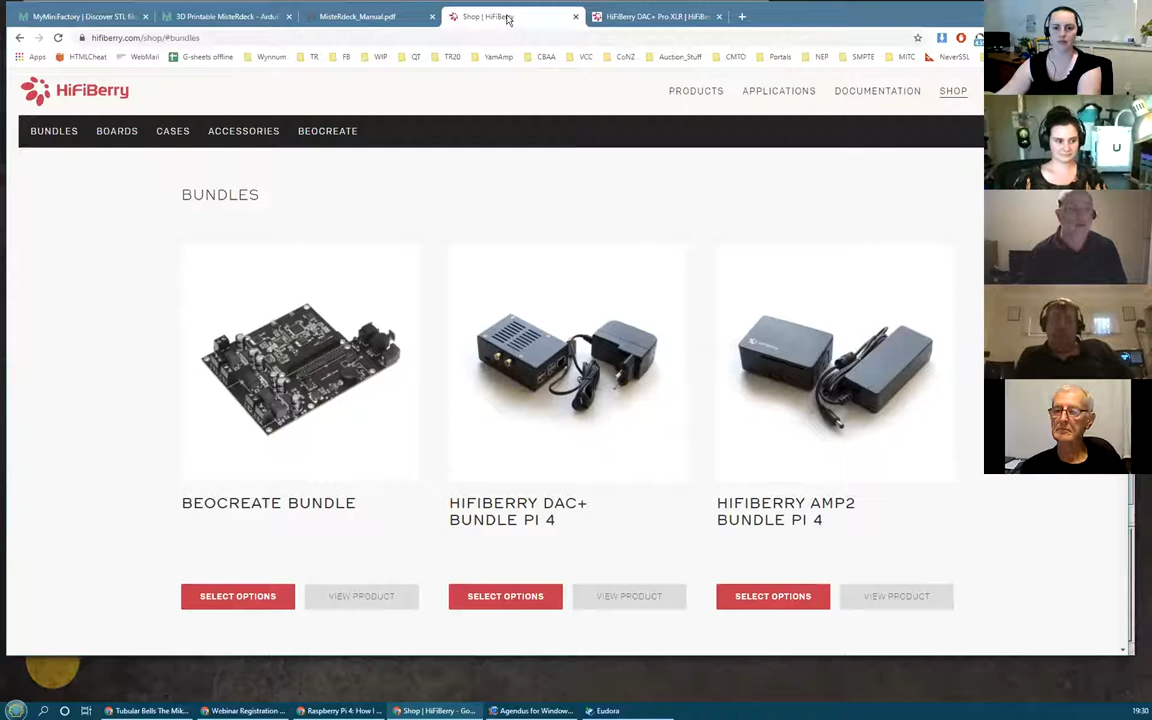 MyMiniFactory | Discover STL file
3D Printable MisteRdeck - Ardui
MisteRdeck_Manual.pdf
Shop | HiFiBerry
HiFiBerry DAC+ Pro XLR | HiFiBe
hifiberry.com/shop/#bundles
Apps HTMLCheat WebMail G-sheets offline Wynnum TR FB WIP QT TR20 YamAmp CBAA VCC CoNZ Auction_Stuff CMTO Portals NEP SMPTE MITC NeverSSL
HiFiBerry
PRODUCTS APPLICATIONS DOCUMENTATION SHOP
BUNDLES BOARDS CASES ACCESSORIES BEOCREATE
BUNDLES
BEOCREATE BUNDLE
HIFIBERRY DAC+
BUNDLE PI 4
HIFIBERRY AMP2
BUNDLE PI 4
SELECT OPTIONS VIEW PRODUCT
SELECT OPTIONS VIEW PRODUCT
SELECT OPTIONS VIEW PRODUCT
U
Tubular Bells The Mik...
Webinar Registration ...
Raspberry Pi 4: How I ...
Shop | HiFiBerry - Go...
Agendus for Window...
Eudora
19:30